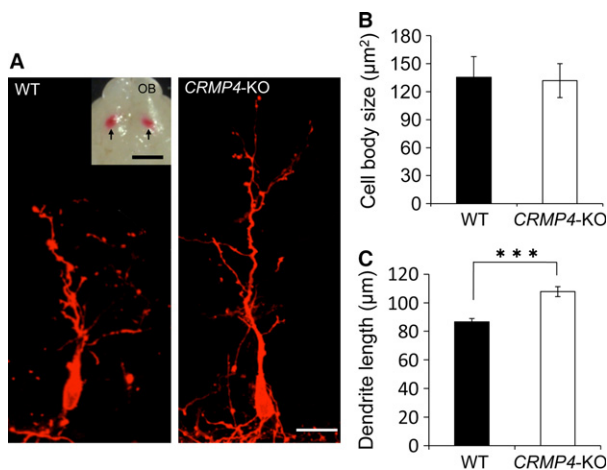 A
WT
OB
CRMP4-KO
B
Cell body size (µm²)
180
150
120
90
60
30
0
WT
CRMP4-KO
C
Dendrite length (µm)
***
120
100
80
60
40
20
0
WT
CRMP4-KO